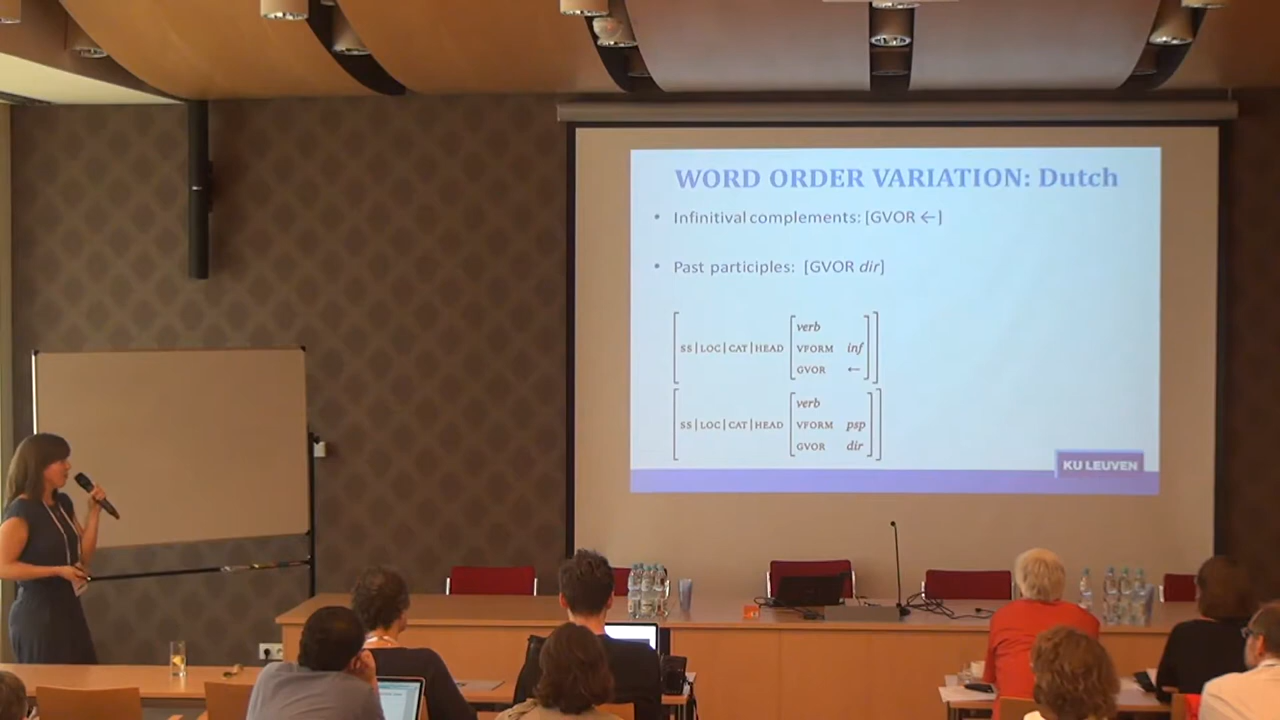 WORD ORDER VARIATION: Dutch
• Infinitival complements: [GVOR ←]
• Past participles: [GVOR dir]
verb
SS|LOC|CAT|HEAD VFORM inf
GVOR ←
verb
SS|LOC|CAT|HEAD VFORM psp
GVOR dir
KU LEUVEN